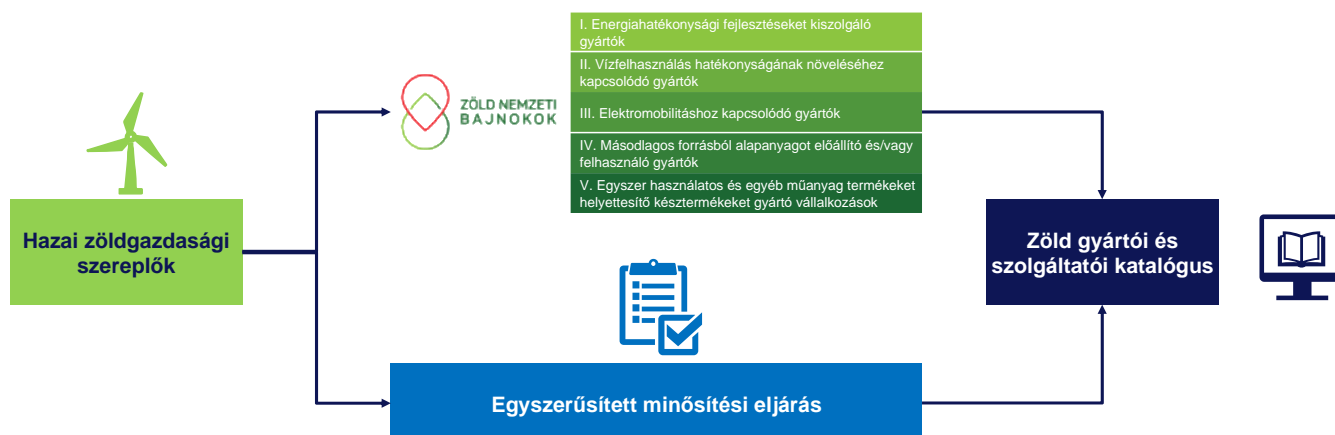 I. Energiahatékonysági fejlesztéseket kiszolgáló
gyártók
II. Vízfelhasználás hatékonyságának növeléséhez
kapcsolódó gyártók
ZÖLD NEMZETI
BAJNOKOK
III. Elektromobilitáshoz kapcsolódó gyártók
IV. Másodlagos forrásból alapanyagot előállító és/vagy
felhasználó gyártók
V. Egyszer használatos és egyéb műanyag termékeket
helyettesítő késztermékeket gyártó vállalkozások
Hazai zöldgazdasági
szereplők
Zöld gyártói és
szolgáltatói katalógus
Egyszerűsített minősítési eljárás